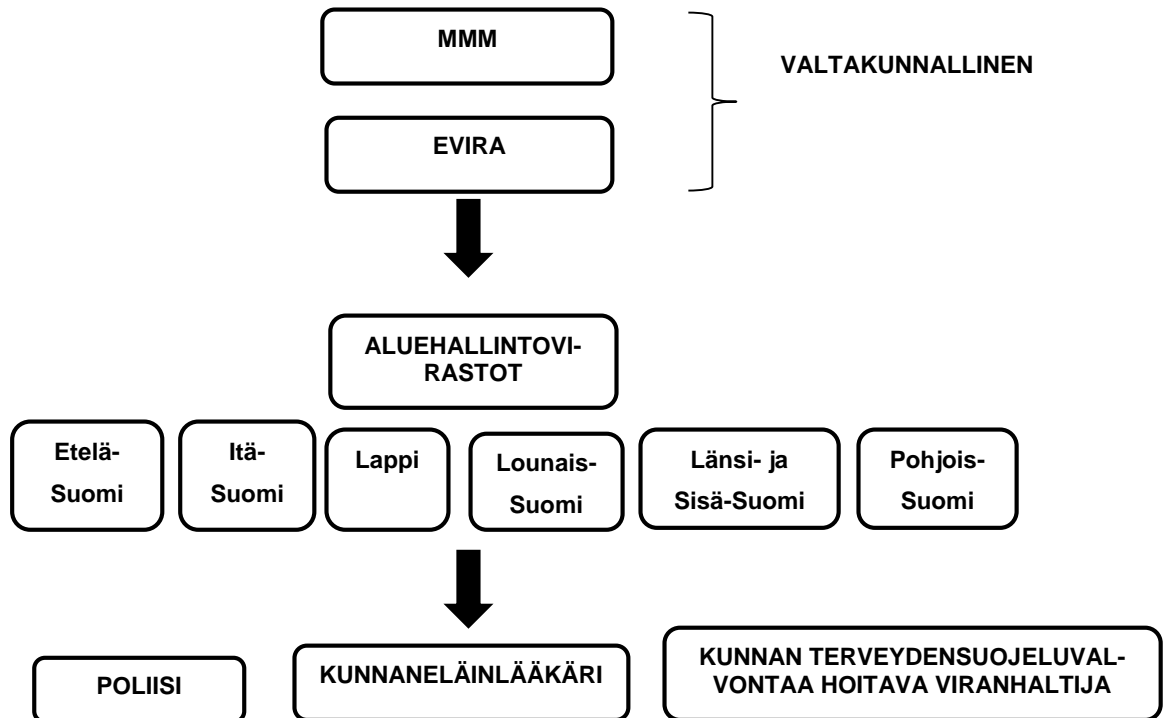 MMM
VALTAKUNNALLINEN
EVIRA
ALUEHALLINTOVI-
RASTOT
Etelä-
Suomi
Itä-
Suomi
Lappi
Lounais-
Suomi
Länsi- ja
Sisä-Suomi
Pohjois-
Suomi
POLIISI
KUNNANELÄINLÄÄKÄRI
KUNNAN TERVEYDENSUOJELUVAL-
VONTAA HOITAVA VIRANHALTIJA